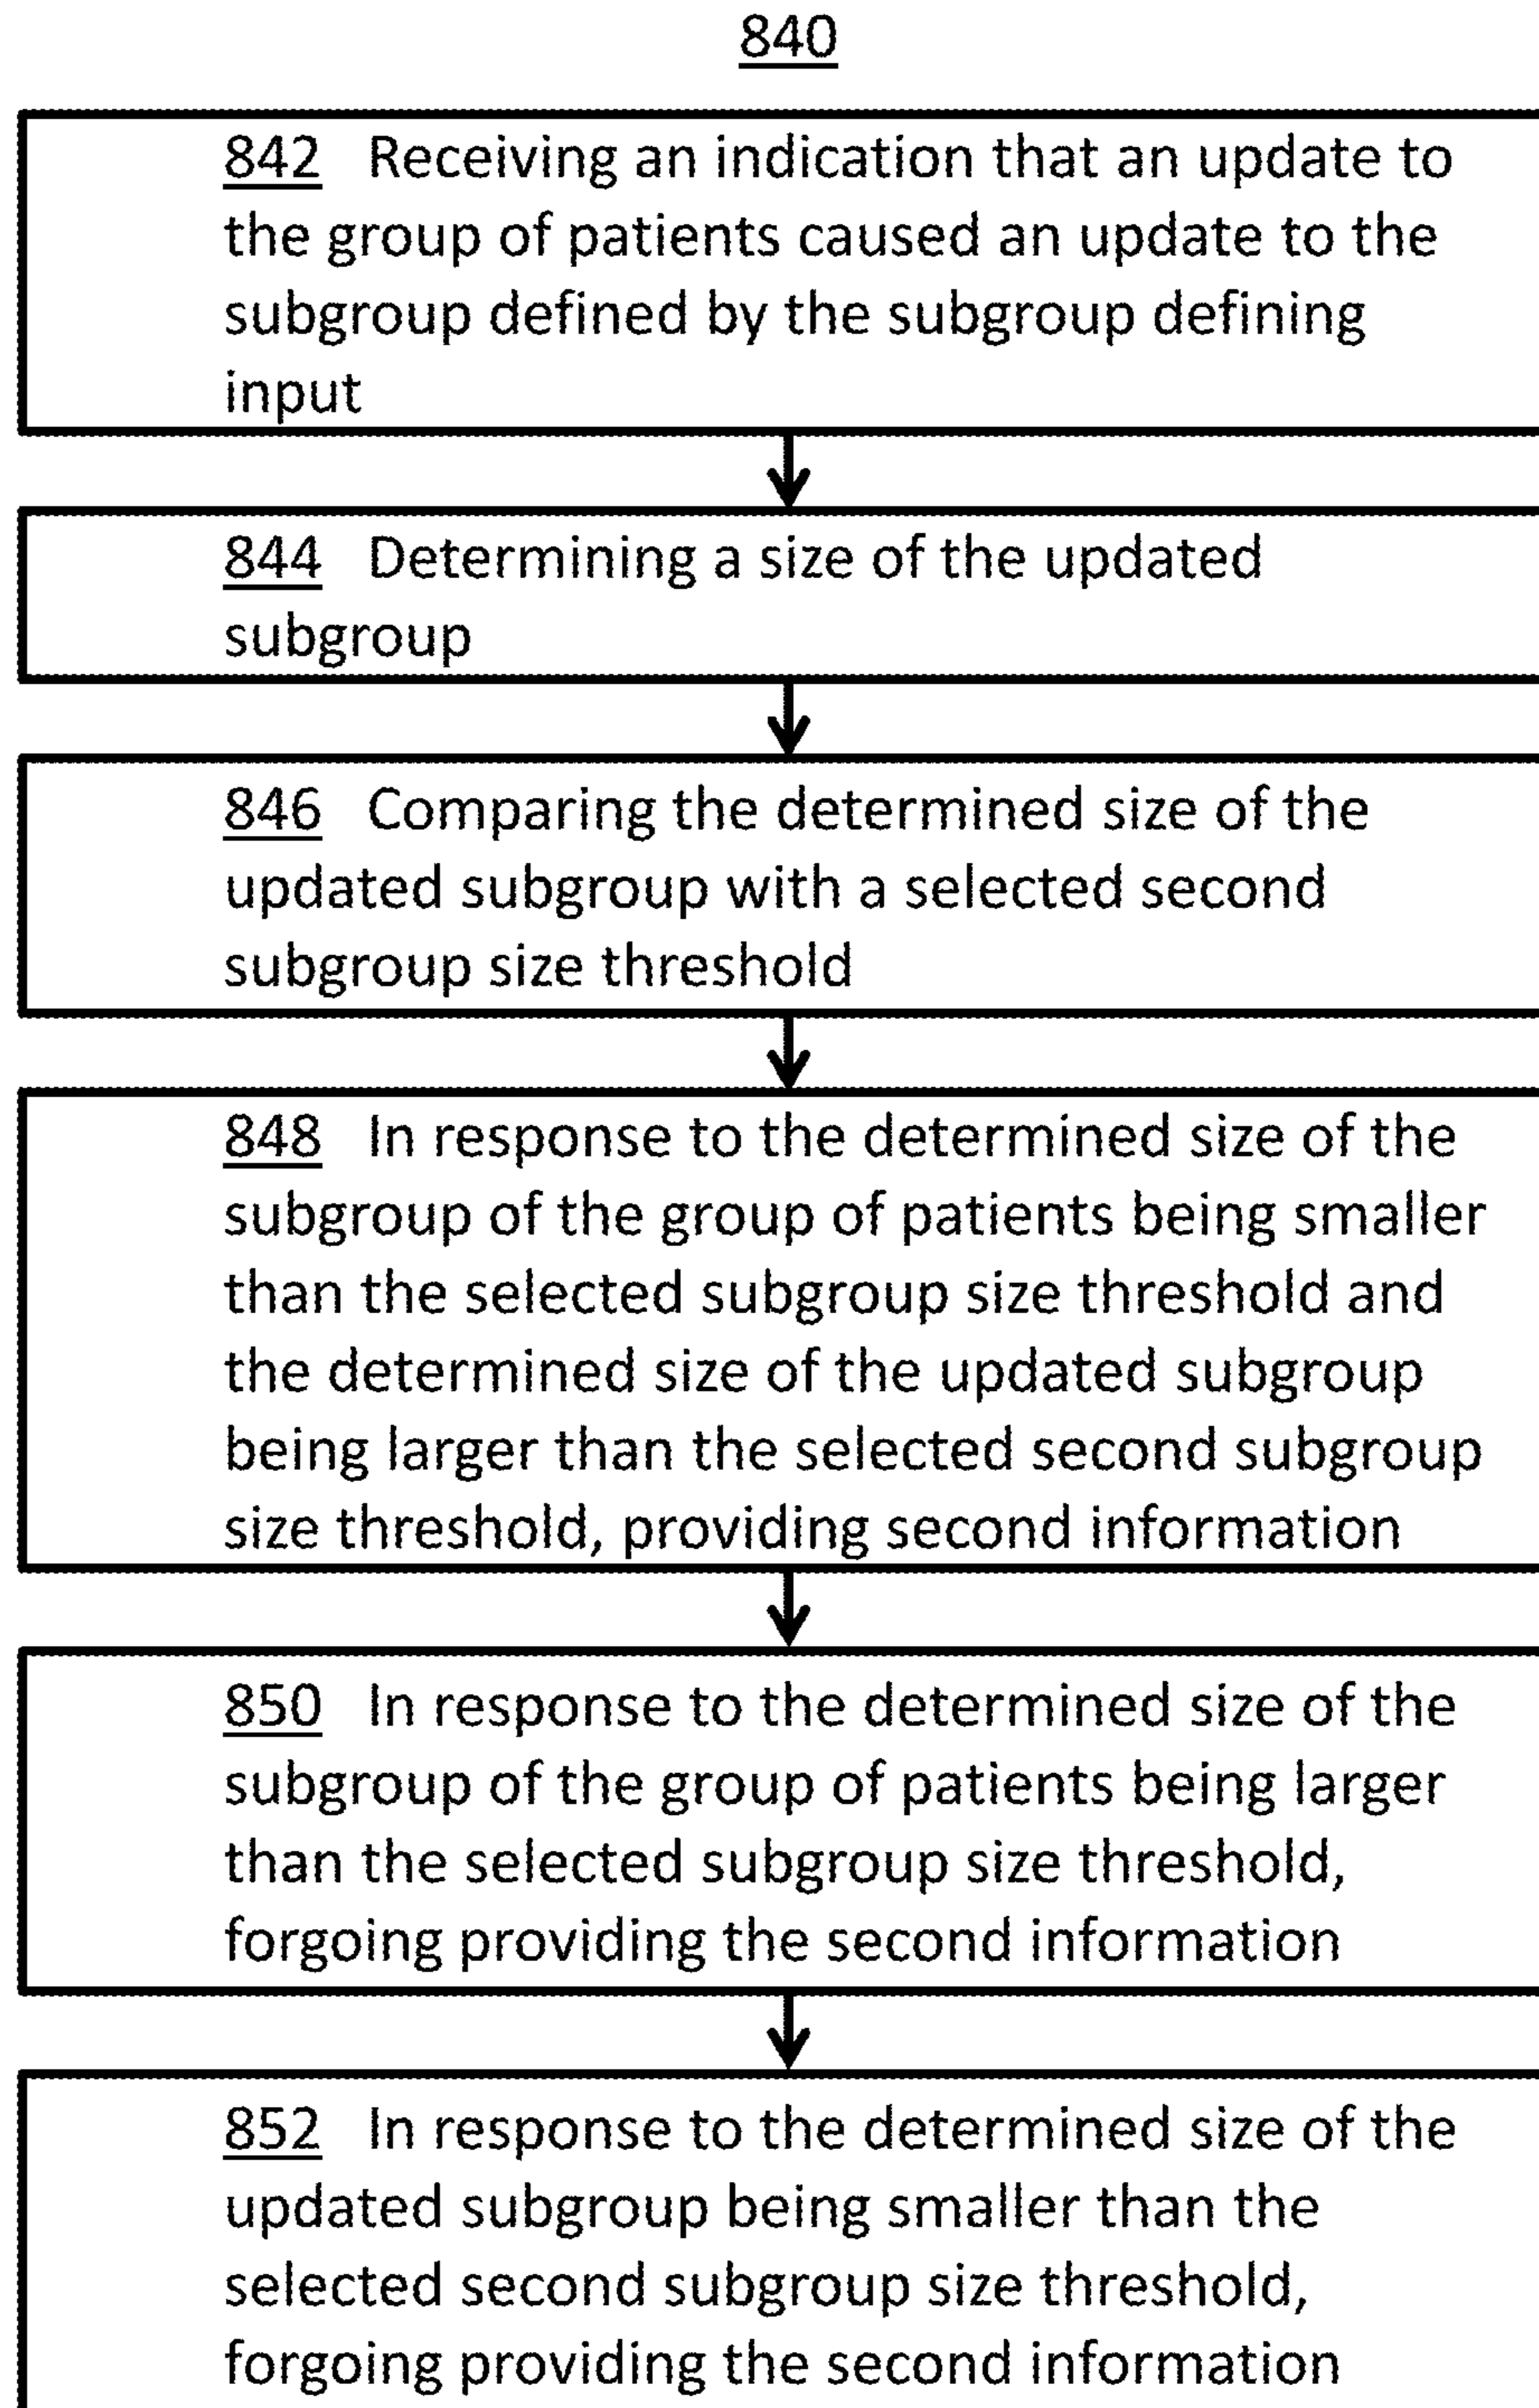 840
842 Receiving an indication that an update to
the group of patients caused an update to the
subgroup defined by the subgroup defining
input
844 Determining a size of the updated
subgroup
846 Comparing the determined size of the
updated subgroup with a selected second
subgroup size threshold
848 In response to the determined size of the
subgroup of the group of patients being smaller
than the selected subgroup size threshold and
the determined size of the updated subgroup
being larger than the selected second subgroup
size threshold, providing second information
850 In response to the determined size of the
subgroup of the group of patients being larger
than the selected subgroup size threshold,
forgoing providing the second information
852 In response to the determined size of the
updated subgroup being smaller than the
selected second subgroup size threshold,
forgoing providing the second information